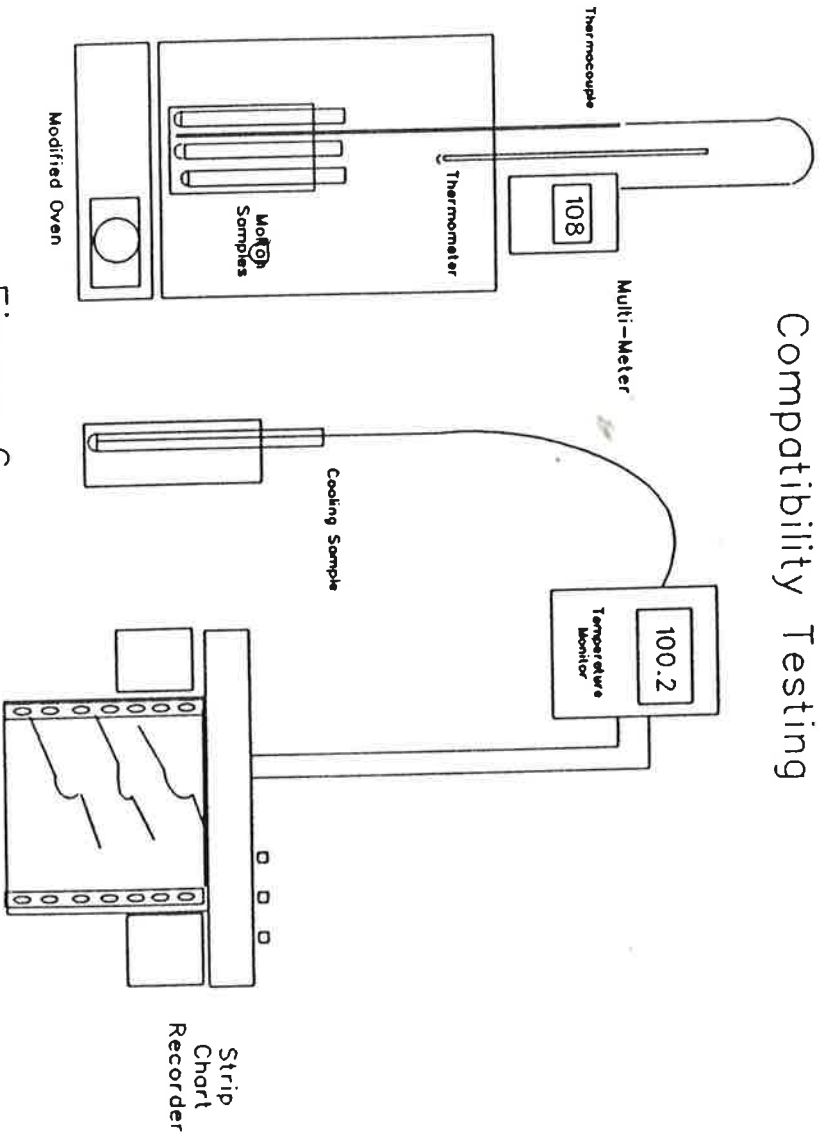 Compatibility Testing
Thermocouple
108
Multi-Meter
Thermometer
Molton
Samples
Modified Oven
Cooling Sample
100.2
Temperature
Monitor
Strip
Chart
Recorder